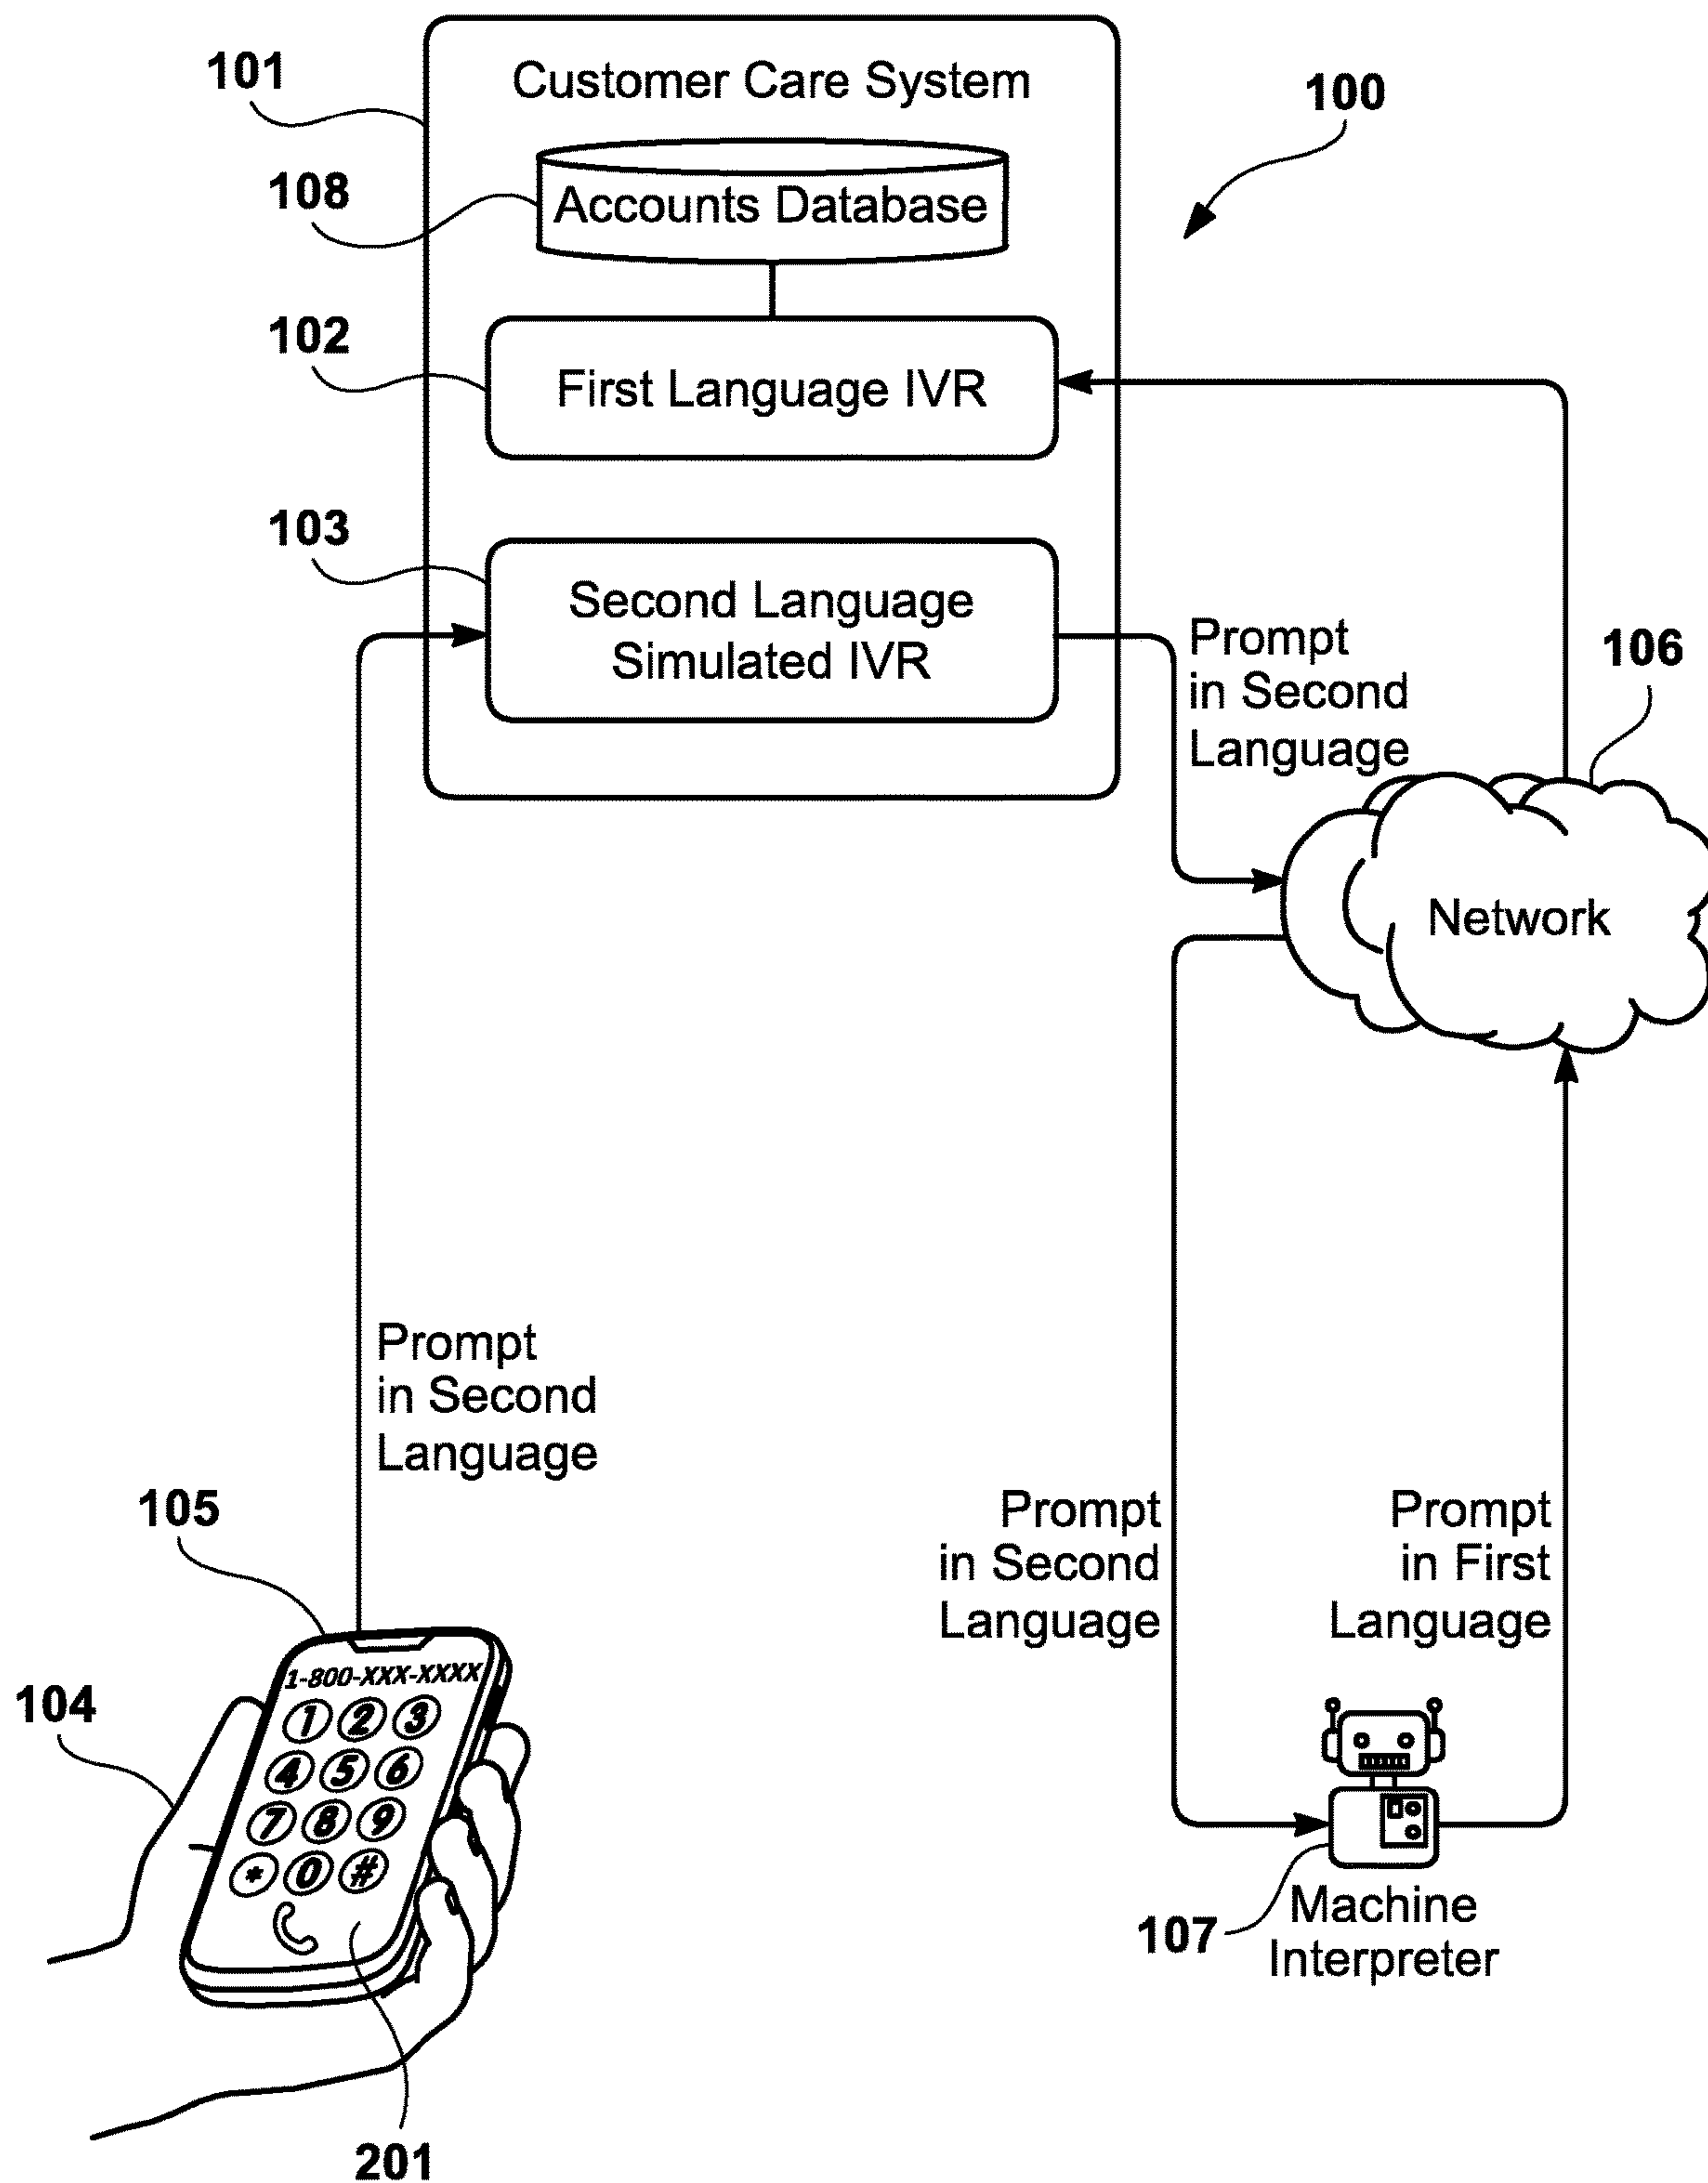 101
Customer Care System
100
108
Accounts Database
102
First Language IVR
103
Second Language
Simulated IVR
Prompt
in Second
Language
106
Network
Prompt
in Second
Language
105
104
1-800-XXX-XXXX
1 2 3
4 5 6
7 8 9
* 0 #
201
Prompt
in Second
Language
Prompt
in First
Language
107
Machine
Interpreter